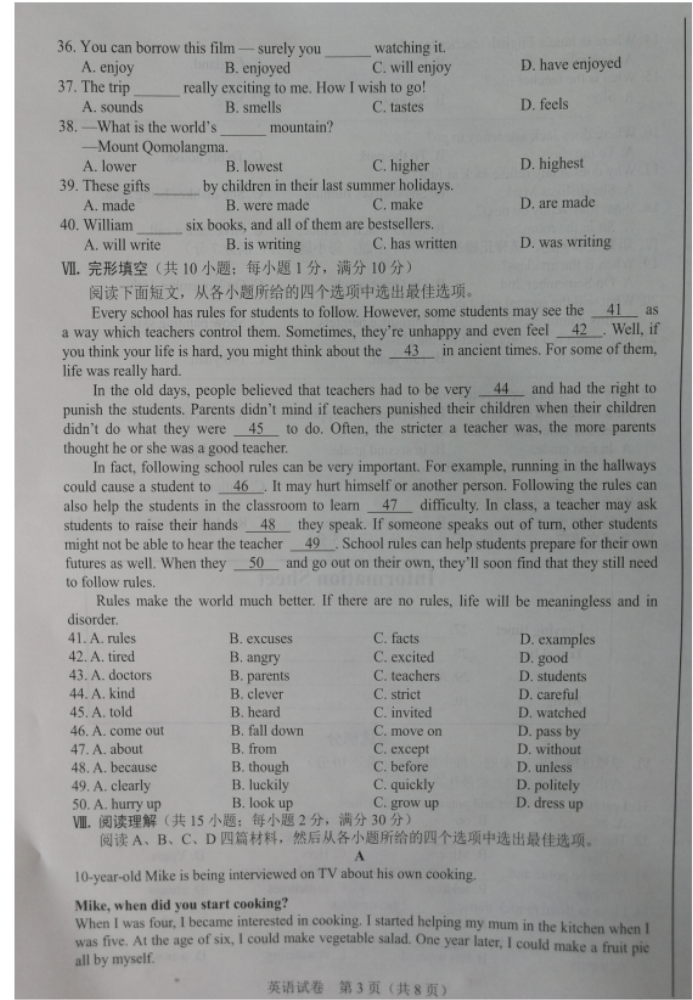 36. You can borrow this film — surely you ______ watching it.
A. enjoy B. enjoyed C. will enjoy D. have enjoyed
37. The trip ______ really exciting to me. How I wish to go!
A. sounds B. smells C. tastes D. feels
38. —What is the world's ______ mountain?
—Mount Qomolangma.
A. lower B. lowest C. higher D. highest
39. These gifts ______ by children in their last summer holidays.
A. made B. were made C. make D. are made
40. William ______ six books, and all of them are bestsellers.
A. will write B. is writing C. has written D. was writing
Ⅶ. 完形填空（共 10 小题；每小题 1 分，满分 10 分）
阅读下面短文，从各小题所给的四个选项中选出最佳选项。
Every school has rules for students to follow. However, some students may see the 41 as
a way which teachers control them. Sometimes, they're unhappy and even feel 42 . Well, if
you think your life is hard, you might think about the 43 in ancient times. For some of them,
life was really hard.
In the old days, people believed that teachers had to be very 44 and had the right to
punish the students. Parents didn't mind if teachers punished their children when their children
didn't do what they were 45 to do. Often, the stricter a teacher was, the more parents
thought he or she was a good teacher.
In fact, following school rules can be very important. For example, running in the hallways
could cause a student to 46 . It may hurt himself or another person. Following the rules can
also help the students in the classroom to learn 47 difficulty. In class, a teacher may ask
students to raise their hands 48 they speak. If someone speaks out of turn, other students
might not be able to hear the teacher 49 . School rules can help students prepare for their own
futures as well. When they 50 and go out on their own, they'll soon find that they still need
to follow rules.
Rules make the world much better. If there are no rules, life will be meaningless and in
disorder.
41. A. rules B. excuses C. facts D. examples
42. A. tired B. angry C. excited D. good
43. A. doctors B. parents C. teachers D. students
44. A. kind B. clever C. strict D. careful
45. A. told B. heard C. invited D. watched
46. A. come out B. fall down C. move on D. pass by
47. A. about B. from C. except D. without
48. A. because B. though C. before D. unless
49. A. clearly B. luckily C. quickly D. politely
50. A. hurry up B. look up C. grow up D. dress up
Ⅷ. 阅读理解（共 15 小题；每小题 2 分，满分 30 分）
阅读 A、B、C、D 四篇材料，然后从各小题所给的四个选项中选出最佳选项。
A
10-year-old Mike is being interviewed on TV about his own cooking.
Mike, when did you start cooking?
When I was four, I became interested in cooking. I started helping my mum in the kitchen when I
was five. At the age of six, I could make vegetable salad. One year later, I could make a fruit pie
all by myself.
英语试卷 第 3 页（共 8 页）